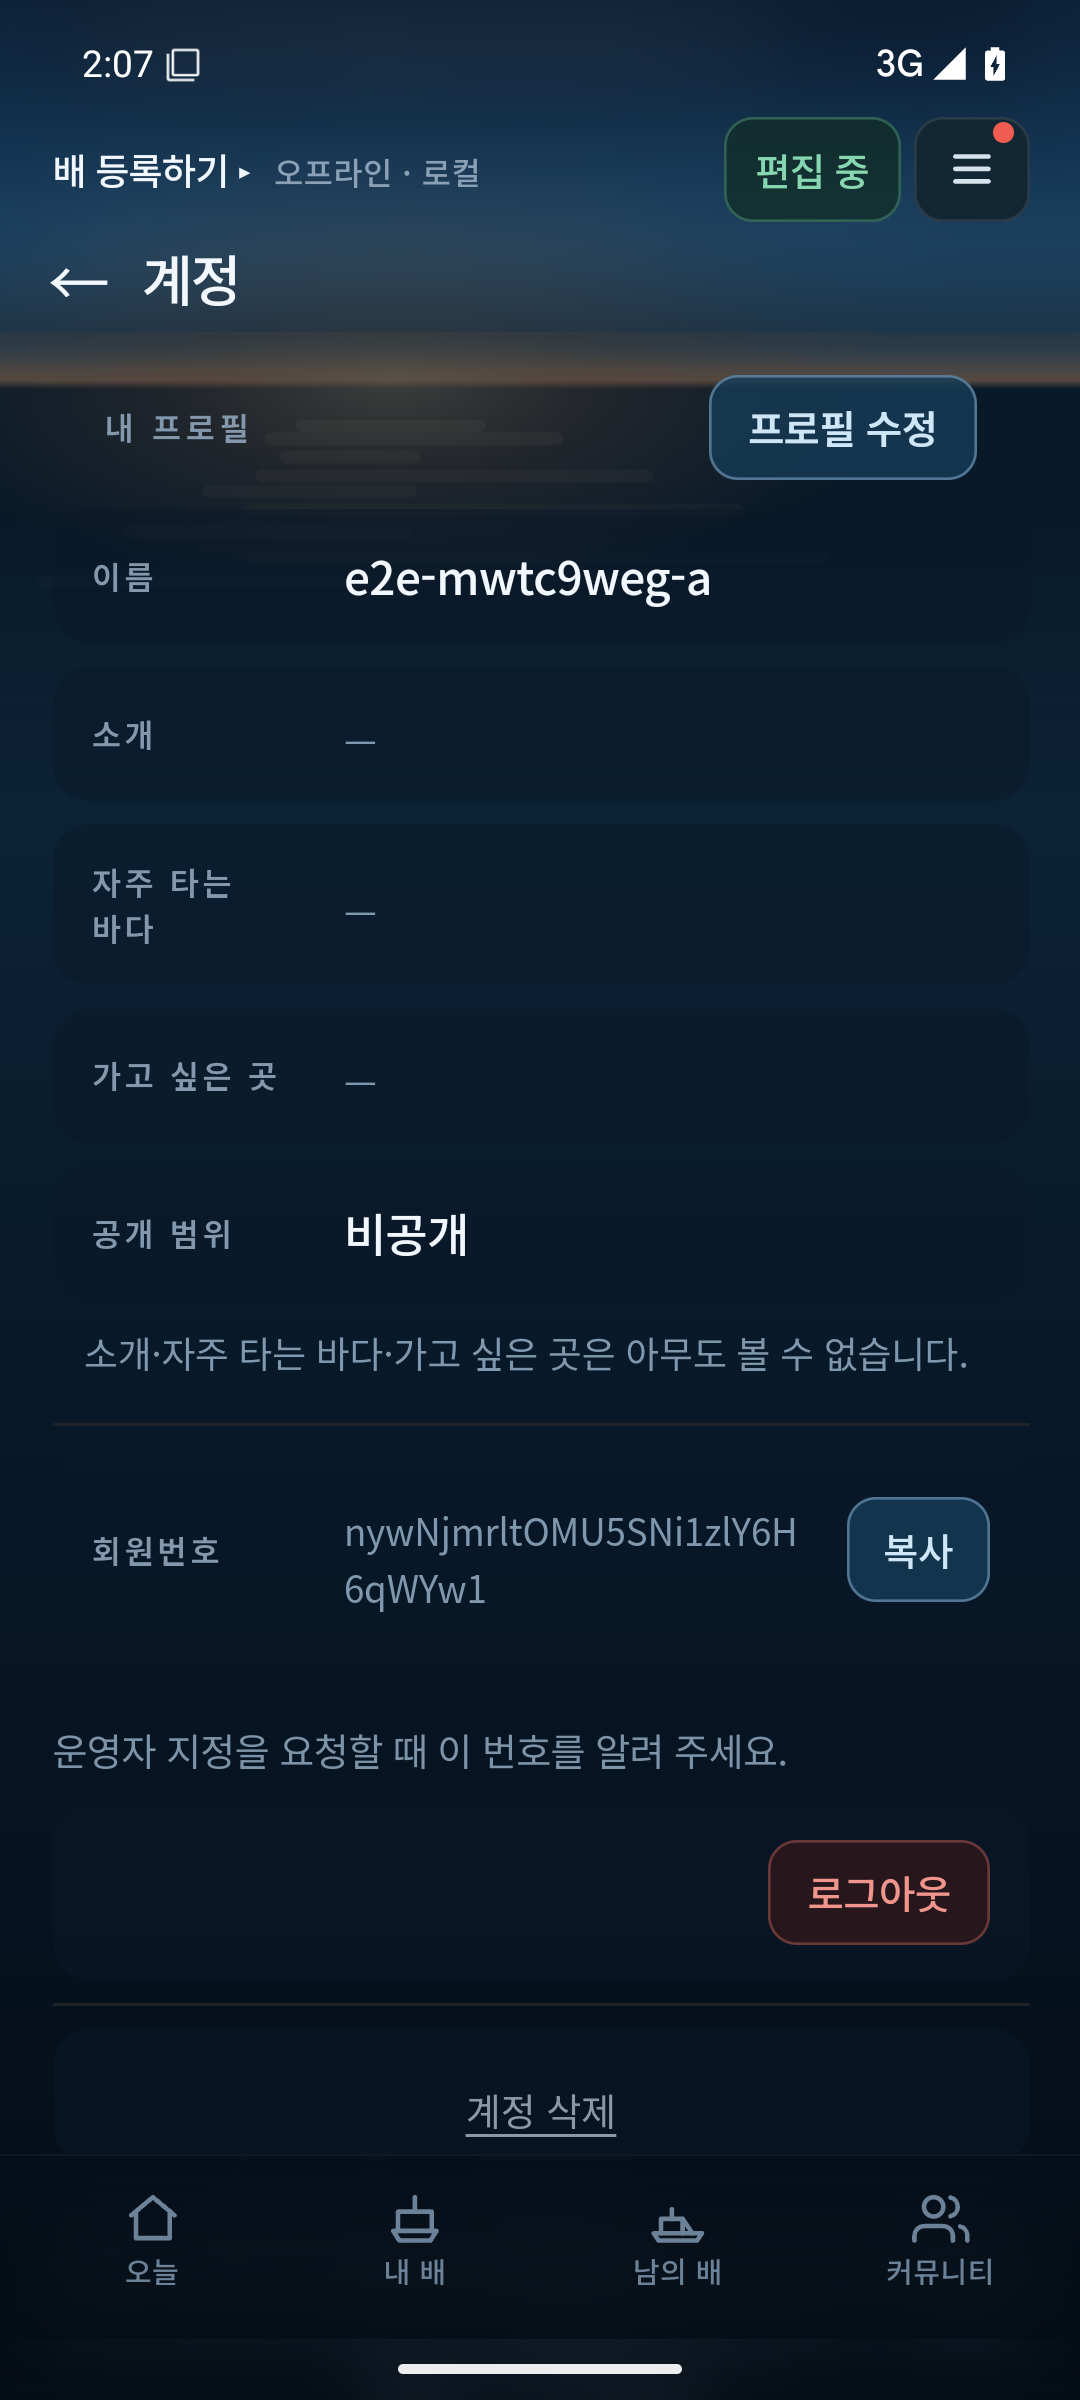 2:07
3G
배 등록하기 ▸ 오프라인 · 로컬
편집 중
← 계정
내 프로필
프로필 수정
이름
e2e-mwtc9weg-a
소개
—
자주 타는
바다
—
가고 싶은 곳
—
공개 범위
비공개
소개·자주 타는 바다·가고 싶은 곳은 아무도 볼 수 없습니다.
회원번호
nywNjmrltOMU5SNi1zlY6H
6qWYw1
복사
운영자 지정을 요청할 때 이 번호를 알려 주세요.
로그아웃
계정 삭제
오늘
내 배
남의 배
커뮤니티